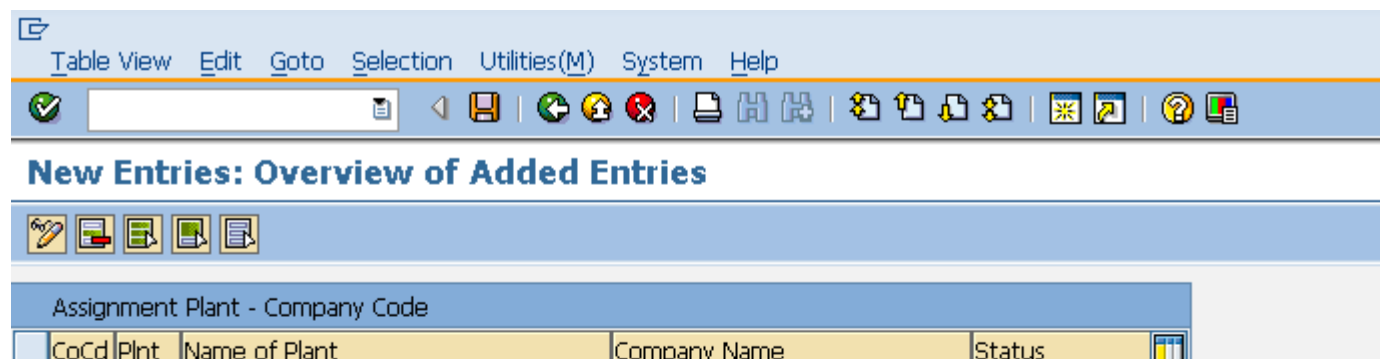 Table View Edit Goto Selection Utilities(M) System Help
New Entries: Overview of Added Entries
Assignment Plant - Company Code
CoCd Plnt Name of Plant Company Name Status